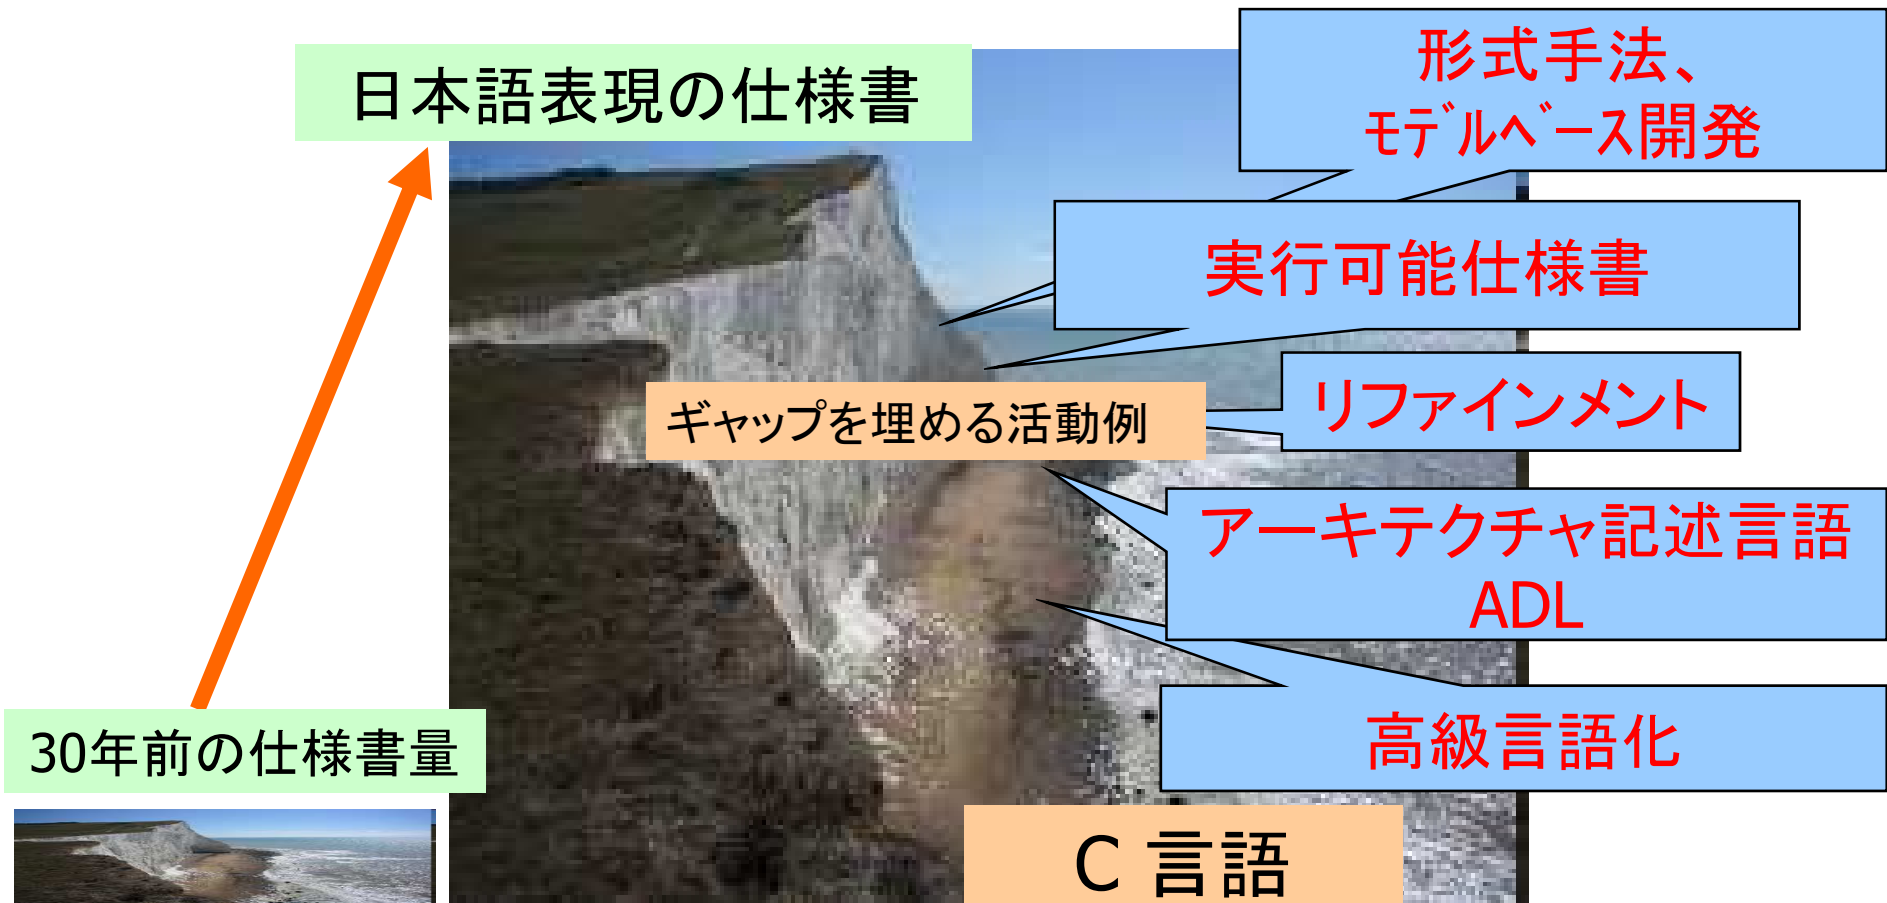 日本語表現の仕様書
形式手法、
ﾓﾃﾞﾙﾍﾞｰｽ開発
実行可能仕様書
リファインメント
ギャップを埋める活動例
アーキテクチャ記述言語
ADL
高級言語化
30年前の仕様書量
C 言語